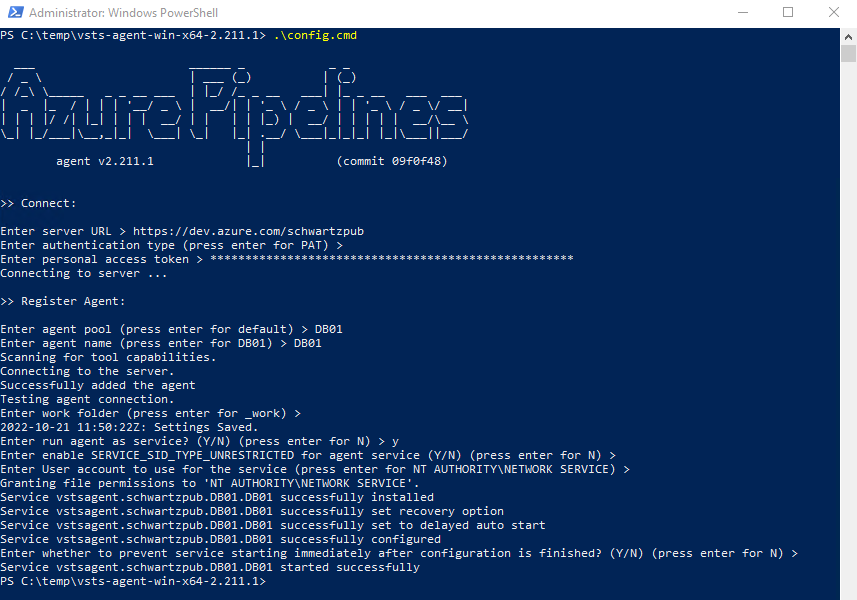 Administrator: Windows PowerShell
PS C:\temp\vsts-agent-win-x64-2.211.1> .\config.cmd
AzurePipelines
agent v2.211.1 (commit 09f0f48)
>> Connect:
Enter server URL > https://dev.azure.com/schwartzpub
Enter authentication type (press enter for PAT) >
Enter personal access token > ****************************************************
Connecting to server ...
>> Register Agent:
Enter agent pool (press enter for default) > DB01
Enter agent name (press enter for DB01) > DB01
Scanning for tool capabilities.
Connecting to the server.
Successfully added the agent
Testing agent connection.
Enter work folder (press enter for _work) >
2022-10-21 11:50:22Z: Settings Saved.
Enter run agent as service? (Y/N) (press enter for N) > y
Enter enable SERVICE_SID_TYPE_UNRESTRICTED for agent service (Y/N) (press enter for N) >
Enter User account to use for the service (press enter for NT AUTHORITY\NETWORK SERVICE) >
Granting file permissions to 'NT AUTHORITY\NETWORK SERVICE'.
Service vstsagent.schwartzpub.DB01.DB01 successfully installed
Service vstsagent.schwartzpub.DB01.DB01 successfully set recovery option
Service vstsagent.schwartzpub.DB01.DB01 successfully set to delayed auto start
Service vstsagent.schwartzpub.DB01.DB01 successfully configured
Enter whether to prevent service starting immediately after configuration is finished? (Y/N) (press enter for N) >
Service vstsagent.schwartzpub.DB01.DB01 started successfully
PS C:\temp\vsts-agent-win-x64-2.211.1>